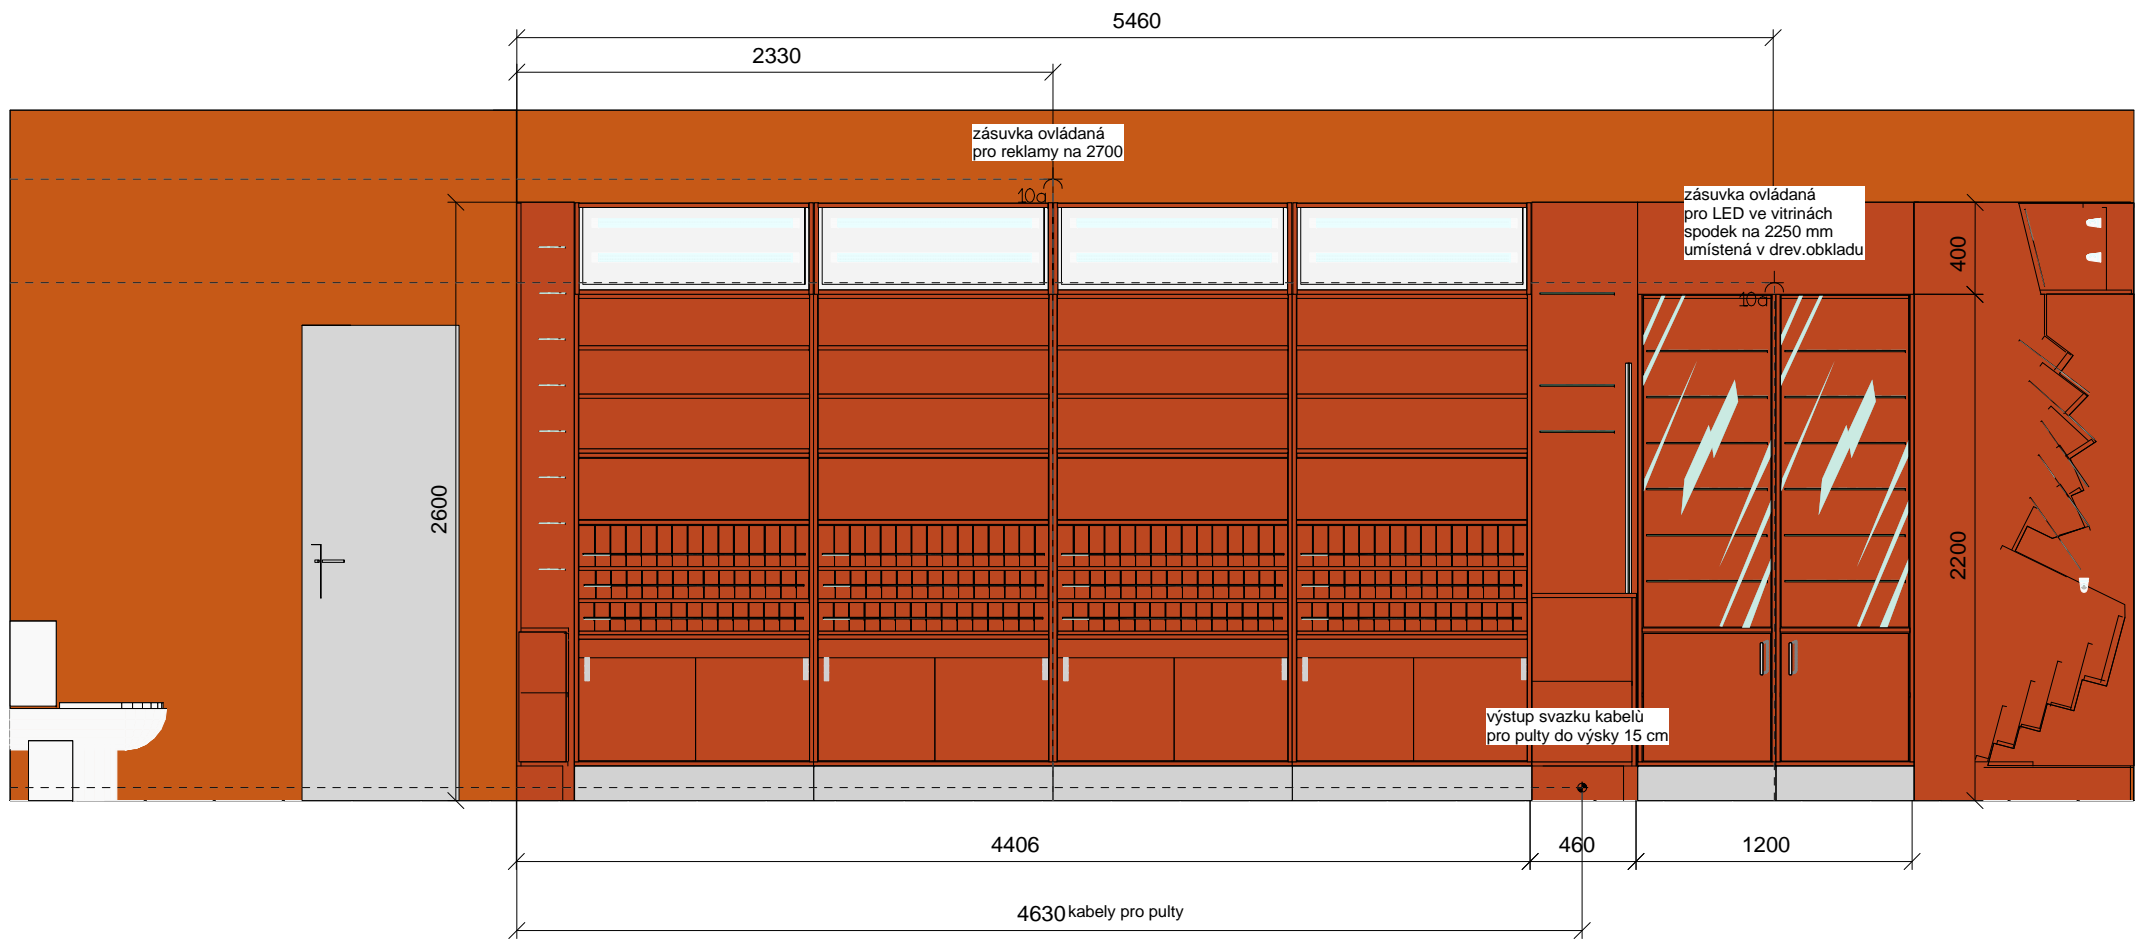 5460
2330
zásuvka ovládaná
pro reklamy na 2700
10a
zásuvka ovládaná
pro LED ve vitrinách
spodek na 2250 mm
umístená v drev.obkladu
10a
400
2600
2200
výstup svazku kabelù
pro pulty do výsky 15 cm
4406
460
1200
4630 kabely pro pulty